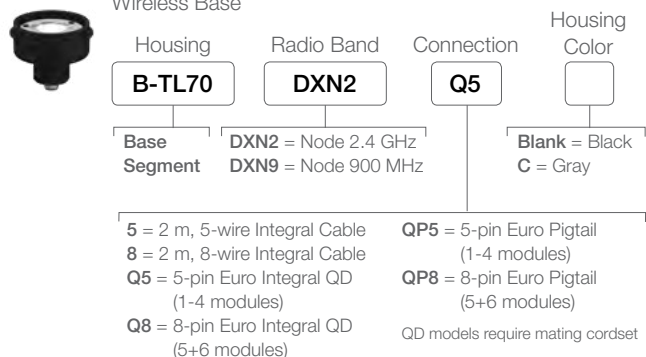 Wireless Base
Housing
Radio Band
Connection
Housing
Color
B-TL70
DXN2
Q5
Base
Segment
DXN2 = Node 2.4 GHz
DXN9 = Node 900 MHz
Blank = Black
C = Gray
5 = 2 m, 5-wire Integral Cable
8 = 2 m, 8-wire Integral Cable
Q5 = 5-pin Euro Integral QD
(1-4 modules)
Q8 = 8-pin Euro Integral QD
(5+6 modules)
QP5 = 5-pin Euro Pigtail
(1-4 modules)
QP8 = 8-pin Euro Pigtail
(5+6 modules)
QD models require mating cordset